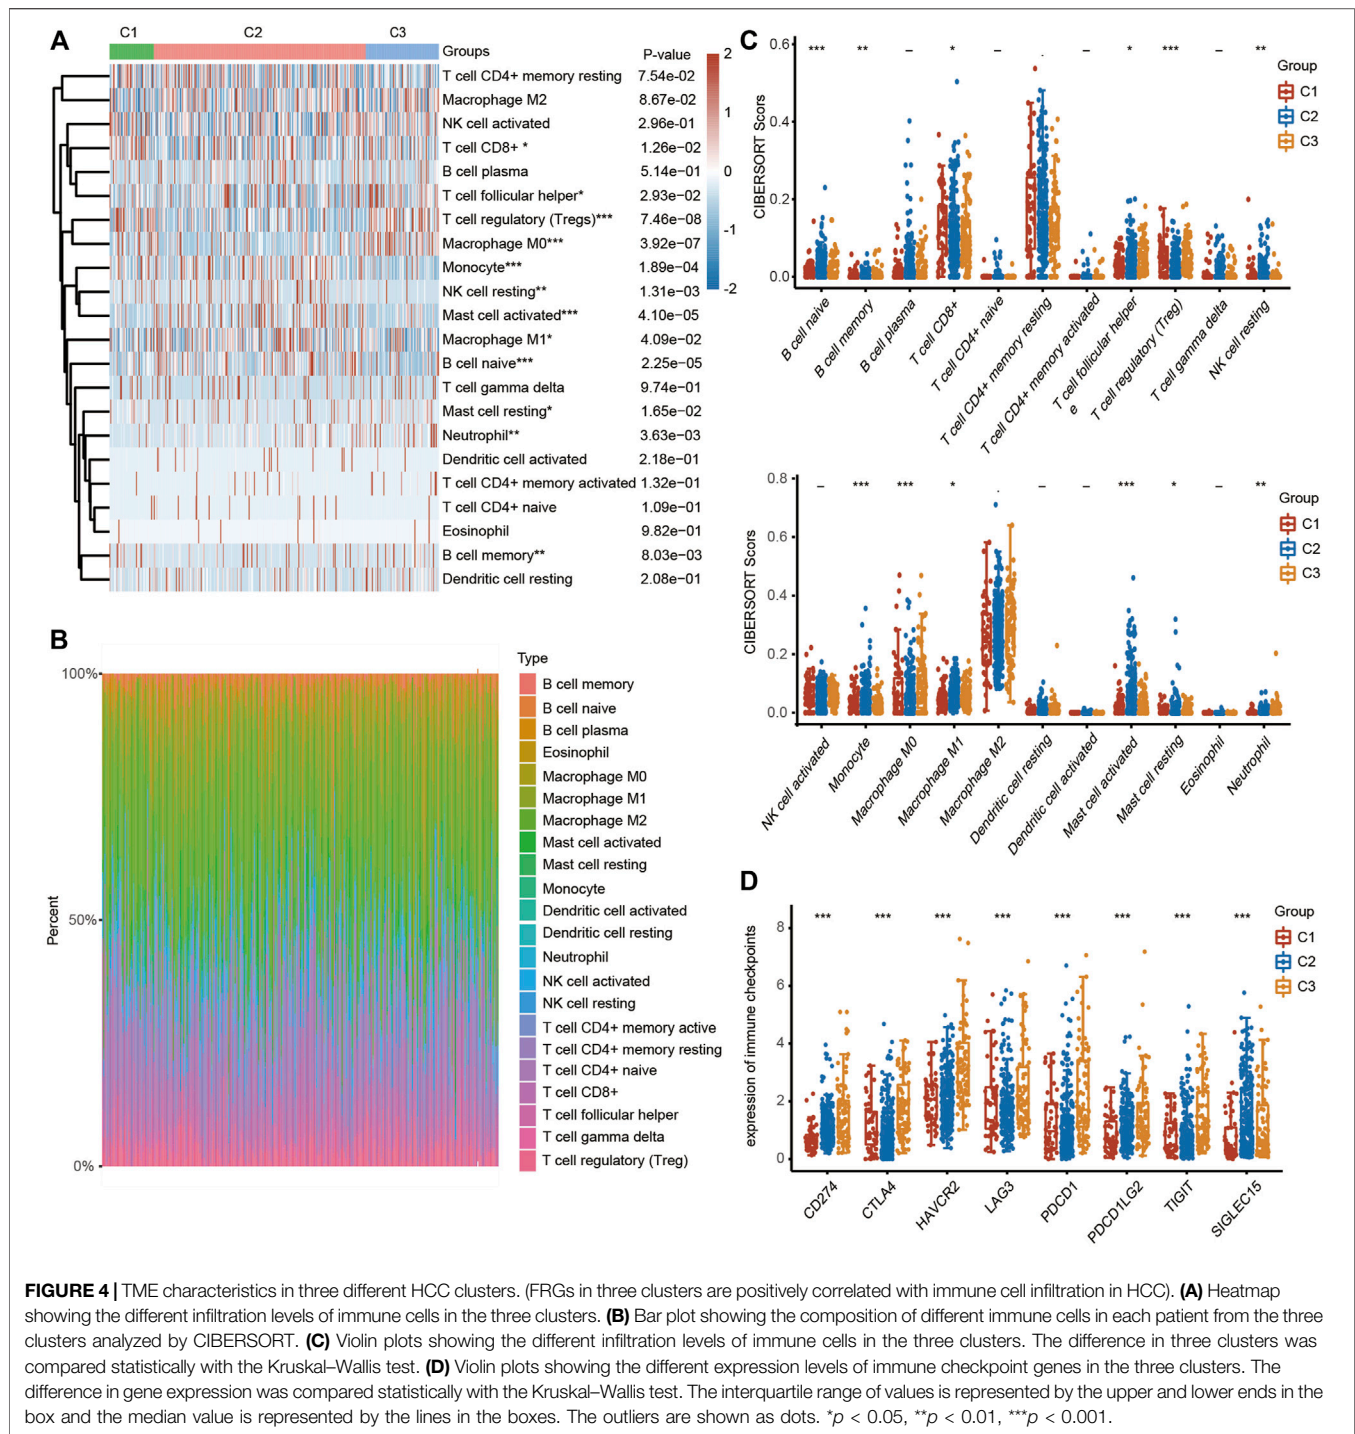 A
C1 C2 C3
Groups P-value
T cell CD4+ memory resting 7.54e−02
Macrophage M2 8.67e−02
NK cell activated 2.96e−01
T cell CD8+ * 1.26e−02
B cell plasma 5.14e−01
T cell follicular helper* 2.93e−02
T cell regulatory (Tregs)*** 7.46e−08
Macrophage M0*** 3.92e−07
Monocyte*** 1.89e−04
NK cell resting** 1.31e−03
Mast cell activated*** 4.10e−05
Macrophage M1* 4.09e−02
B cell naive*** 2.25e−05
T cell gamma delta 9.74e−01
Mast cell resting* 1.65e−02
Neutrophil** 3.63e−03
Dendritic cell activated 2.18e−01
T cell CD4+ memory activated 1.32e−01
T cell CD4+ naive 1.09e−01
Eosinophil 9.82e−01
B cell memory** 8.03e−03
Dendritic cell resting 2.08e−01
2
1
0
-1
-2
B
Percent
100%
50%
0%
Type
B cell memory
B cell naive
B cell plasma
Eosinophil
Macrophage M0
Macrophage M1
Macrophage M2
Mast cell activated
Mast cell resting
Monocyte
Dendritic cell activated
Dendritic cell resting
Neutrophil
NK cell activated
NK cell resting
T cell CD4+ memory active
T cell CD4+ memory resting
T cell CD4+ naive
T cell CD8+
T cell follicular helper
T cell gamma delta
T cell regulatory (Treg)
C
CIBERSORT Scors
0.6
0.4
0.2
0.0
*** ** – * – . – * *** – **
Group
C1
C2
C3
B cell naive
B cell memory
B cell plasma
T cell CD8+
T cell CD4+ naive
T cell CD4+ memory resting
T cell CD4+ memory activated
T cell follicular helper
e
T cell regulatory (Treg)
T cell gamma delta
NK cell resting
CIBERSORT Scors
0.8
0.6
0.4
0.2
0.0
– *** *** * . – – *** * – **
Group
C1
C2
C3
NK cell activated
Monocyte
Macrophage M0
Macrophage M1
Macrophage M2
Dendritic cell resting
Dendritic cell activated
Mast cell activated
Mast cell resting
Eosinophil
Neutrophil
D
expression of immune checkpoints
8
6
4
2
0
*** *** *** *** *** *** *** ***
Group
C1
C2
C3
CD274
CTLA4
HAVCR2
LAG3
PDCD1
PDCD1LG2
TIGIT
SIGLEC15
FIGURE 4 | TME characteristics in three different HCC clusters. (FRGs in three clusters are positively correlated with immune cell infiltration in HCC). (A) Heatmap
showing the different infiltration levels of immune cells in the three clusters. (B) Bar plot showing the composition of different immune cells in each patient from the three
clusters analyzed by CIBERSORT. (C) Violin plots showing the different infiltration levels of immune cells in the three clusters. The difference in three clusters was
compared statistically with the Kruskal–Wallis test. (D) Violin plots showing the different expression levels of immune checkpoint genes in the three clusters. The
difference in gene expression was compared statistically with the Kruskal–Wallis test. The interquartile range of values is represented by the upper and lower ends in the
box and the median value is represented by the lines in the boxes. The outliers are shown as dots. *p < 0.05, **p < 0.01, ***p < 0.001.